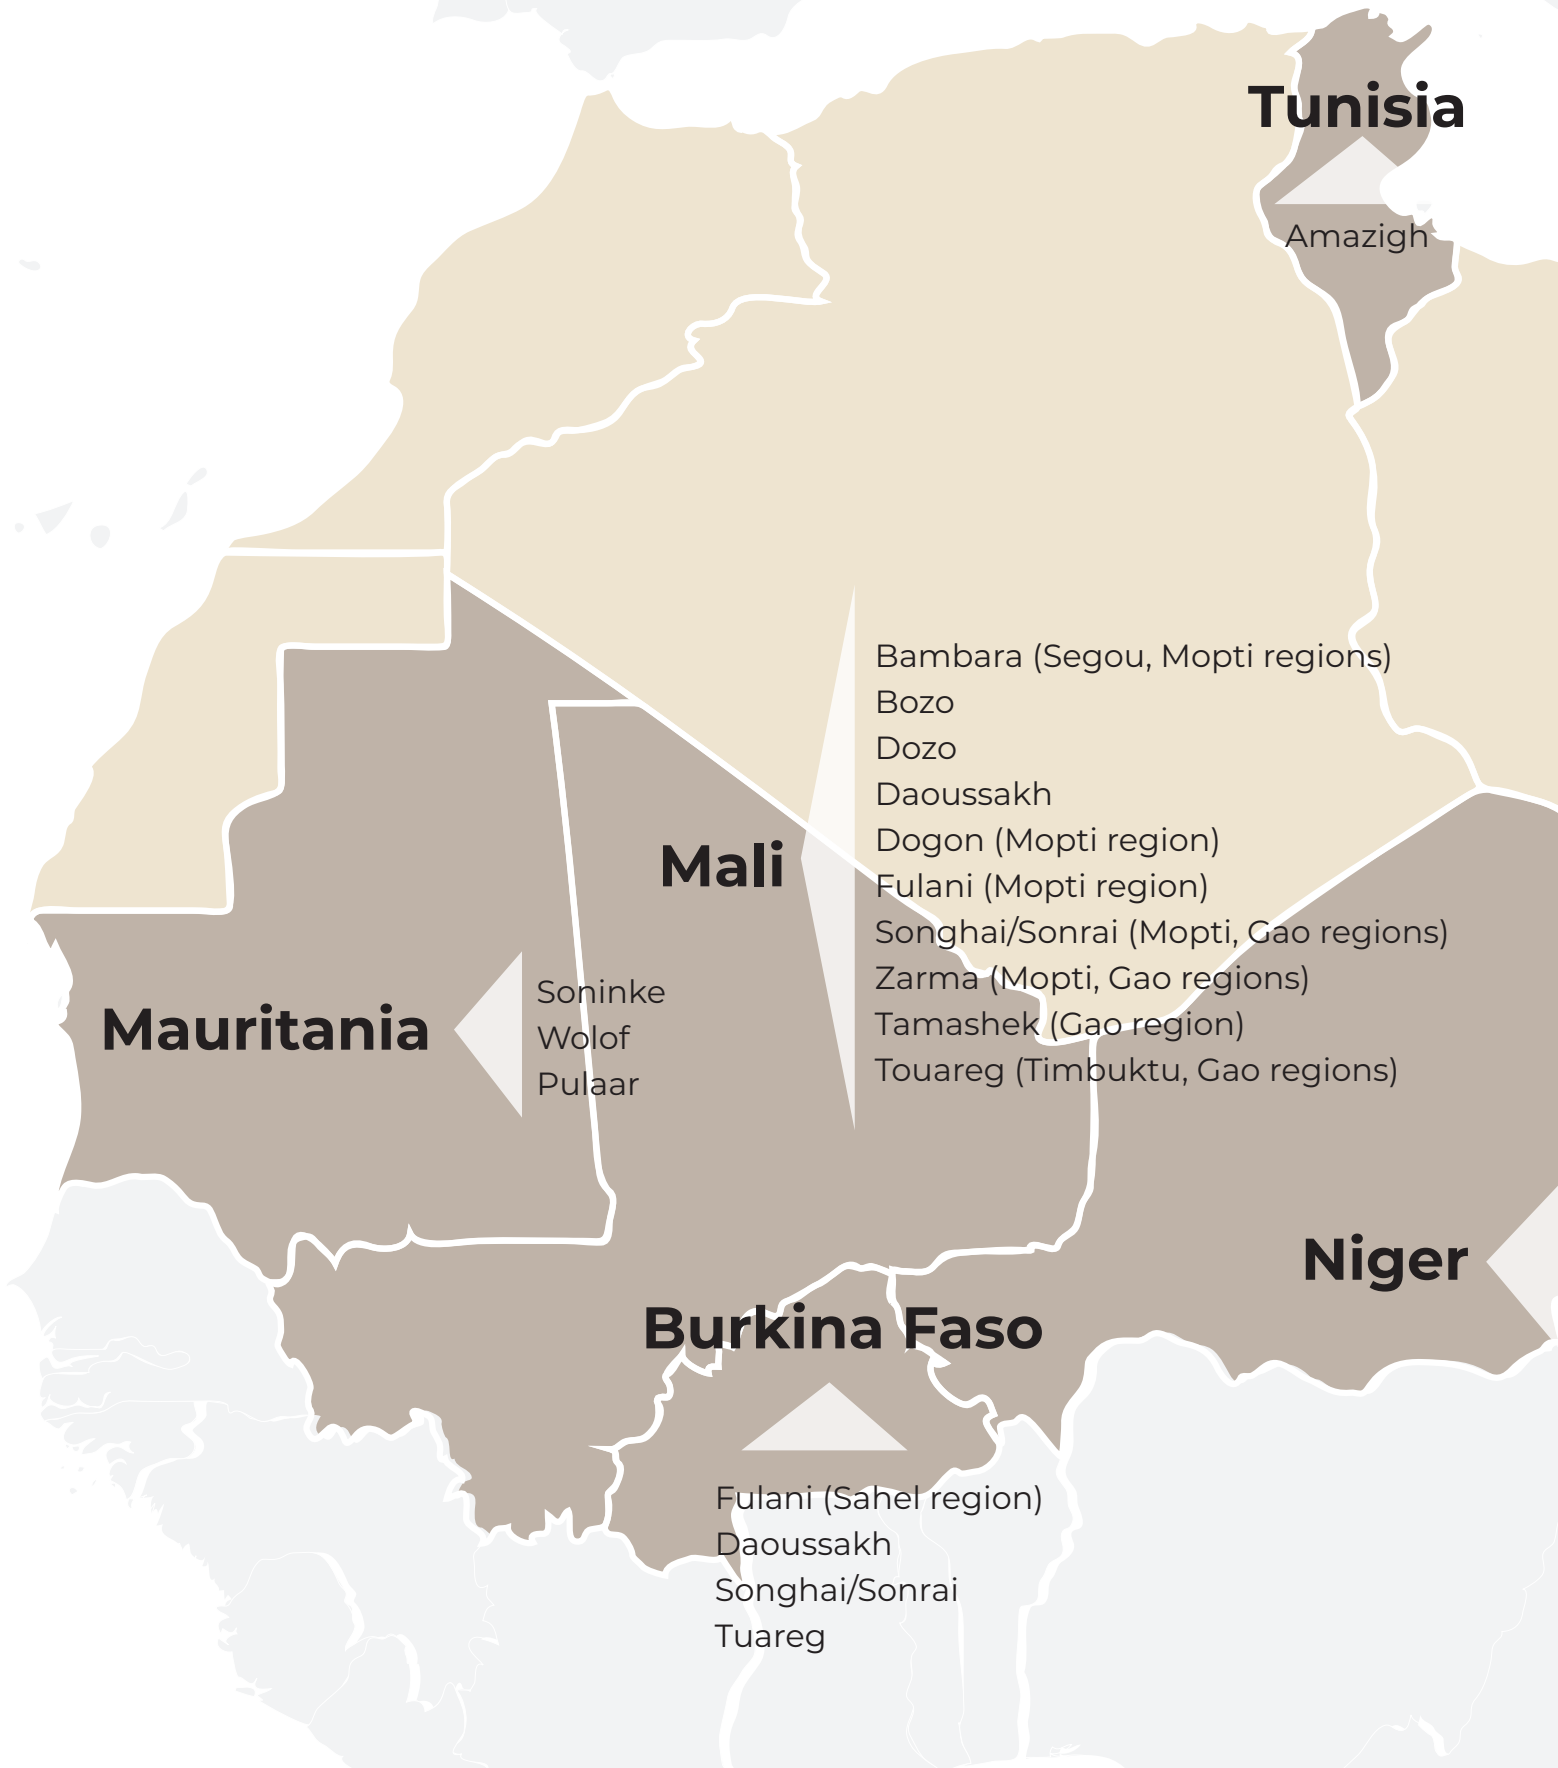 Tunisia
Amazigh
Mali
Bambara (Segou, Mopti regions)
Bozo
Dozo
Daoussakh
Dogon (Mopti region)
Fulani (Mopti region)
Songhai/Sonrai (Mopti, Gao regions)
Zarma (Mopti, Gao regions)
Tamashek (Gao region)
Touareg (Timbuktu, Gao regions)
Mauritania
Soninke
Wolof
Pulaar
Niger
Burkina Faso
Fulani (Sahel region)
Daoussakh
Songhai/Sonrai
Tuareg